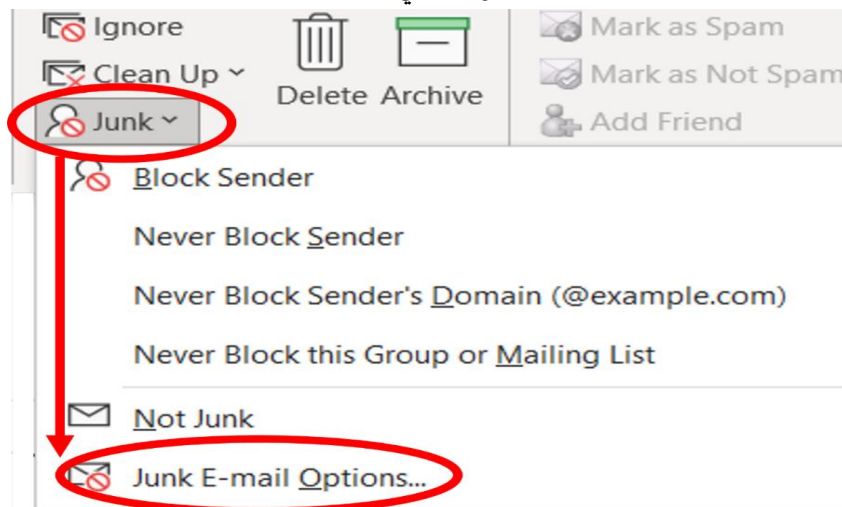 Ignore
Clean Up
Junk
Delete Archive
Mark as Spam
Mark as Not Spam
Add Friend
Block Sender
Never Block Sender
Never Block Sender's Domain (@example.com)
Never Block this Group or Mailing List
Not Junk
Junk E-mail Options...